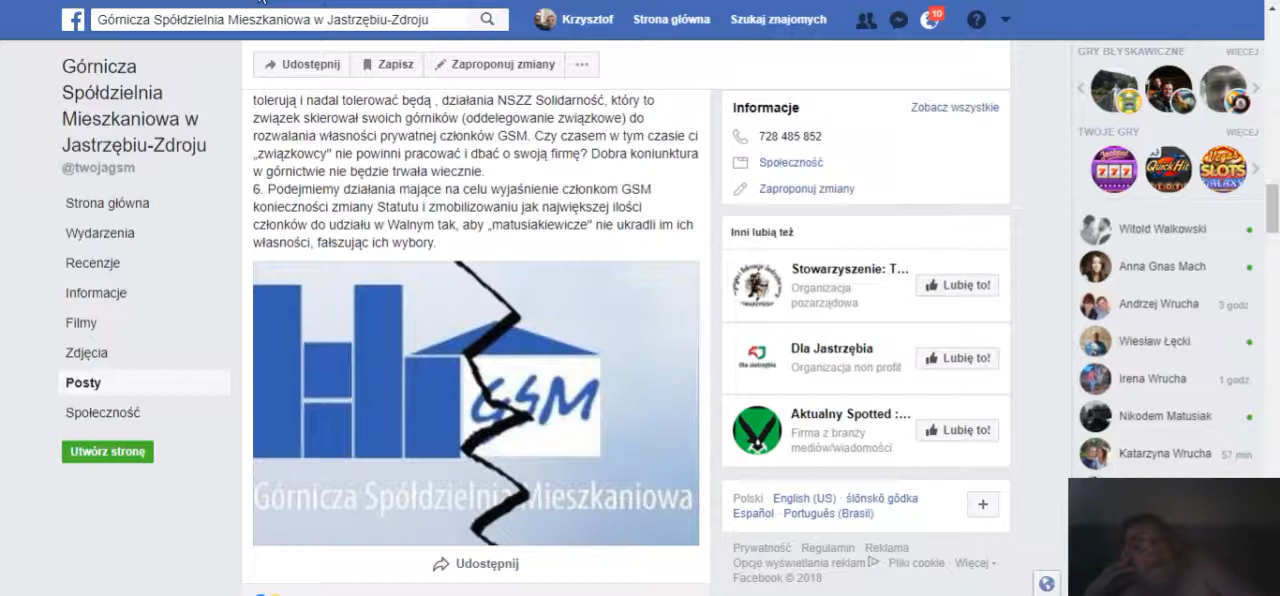 Górnicza Spółdzielnia Mieszkaniowa w Jastrzębiu-Zdroju
Krzysztof
Strona główna
Szukaj znajomych
10
Górnicza
Spółdzielnia
Mieszkaniowa w
Jastrzębiu-Zdroju
@twojagsm
Strona główna
Wydarzenia
Recenzje
Informacje
Filmy
Zdjęcia
Posty
Społeczność
Utwórz stronę
Udostępnij
Zapisz
Zaproponuj zmiany
tolerują i nadal tolerować będą , działania NSZZ Solidarność, który to
związek skierował swoich górników (oddelegowanie związkowe) do
rozwalania własności prywatnej członków GSM. Czy czasem w tym czasie ci
„związkowcy" nie powinni pracować i dbać o swoją firmę? Dobra koniunktura
w górnictwie nie będzie trwała wiecznie.
6. Podejmiemy działania mające na celu wyjaśnienie członkom GSM
konieczności zmiany Statutu i zmobilizowaniu jak największej ilości
członków do udziału w Walnym tak, aby „matusiakiewicze" nie ukradli im ich
własności, fałszując ich wybory.
GSM
Górnicza Spółdzielnia Mieszkaniowa
Udostępnij
Informacje
Zobacz wszystkie
728 485 852
Społeczność
Zaproponuj zmiany
Inni lubią też
Stowarzyszenie: T...
Organizacja
pozarządowa
Lubię to!
Dla Jastrzębia
Dla Jastrzębia
Organizacja non profit
Lubię to!
Aktualny Spotted :...
Firma z branży
mediów/wiadomości
Lubię to!
Polski · English (US) · ślōnskŏ gŏdka
Español · Português (Brasil)
Prywatność · Regulamin · Reklama
Opcje wyświetlania reklam · Pliki cookie · Więcej
Facebook © 2018
GRY BŁYSKAWICZNE
WIĘCEJ
TWOJE GRY
WIĘCEJ
777
QUICK HIT
VEGAS
SLOTS
GALAXY
Witold Walkowski
Anna Gnas Mach
Andrzej Wrucha
3 godz
Wiesław Łęcki
Irena Wrucha
1 godz
Nikodem Matusiak
Katarzyna Wrucha
57 min